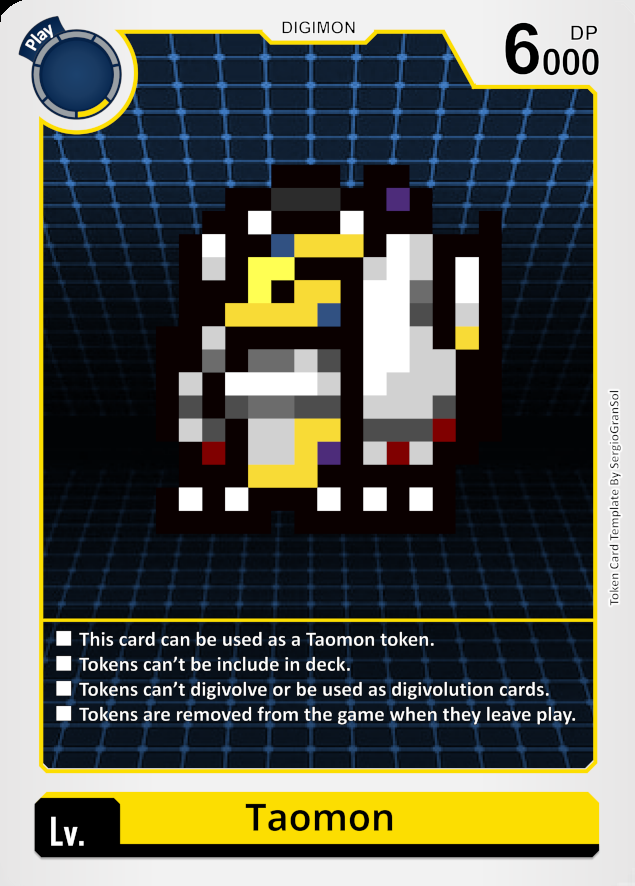 Play
DIGIMON
DP
6000
Token Card Template By SergioGranSol
■ This card can be used as a Taomon token.
■ Tokens can't be include in deck.
■ Tokens can't digivolve or be used as digivolution cards.
■ Tokens are removed from the game when they leave play.
Lv.
Taomon